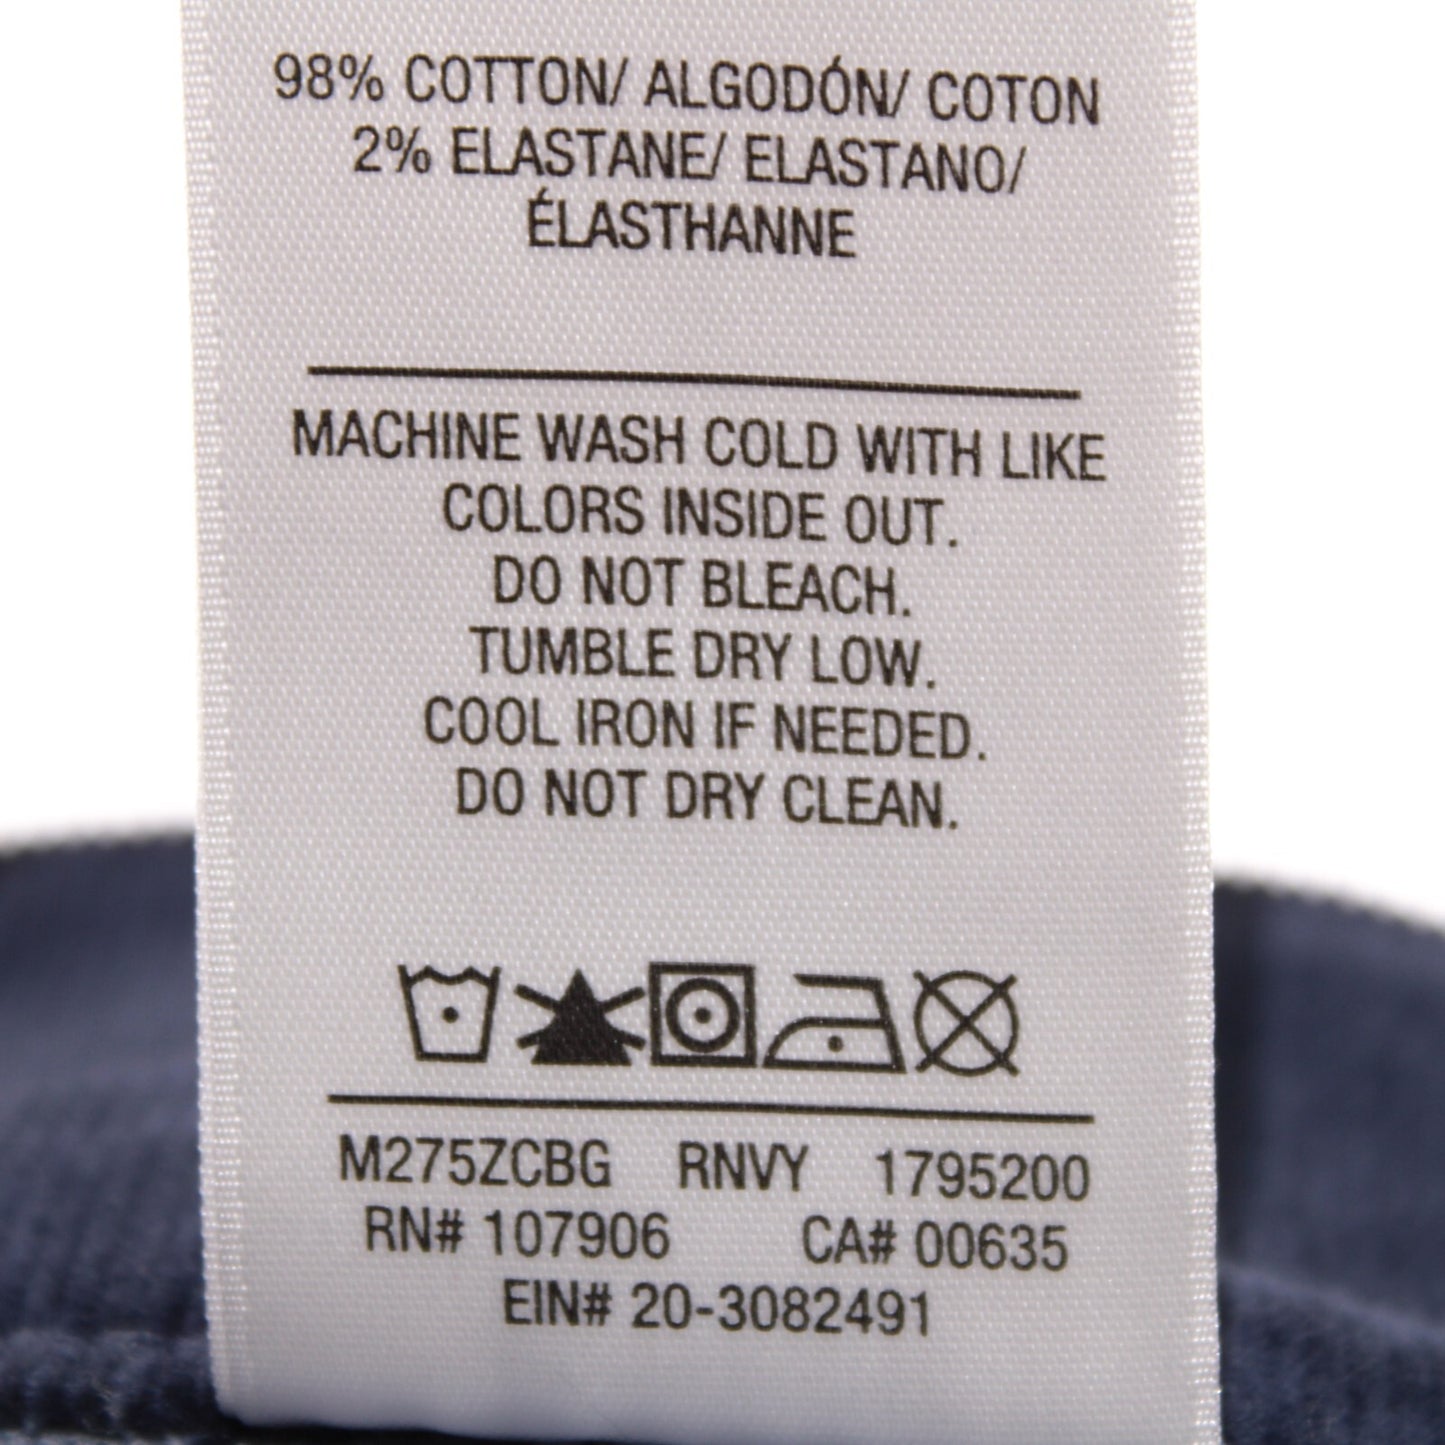 98% COTTON/ ALGODÓN/ COTON
2% ELASTANE/ ELASTANO/
ÉLASTHANNE
MACHINE WASH COLD WITH LIKE
COLORS INSIDE OUT.
DO NOT BLEACH.
TUMBLE DRY LOW.
COOL IRON IF NEEDED.
DO NOT DRY CLEAN.
M275ZCBG RNVY 1795200
RN# 107906 CA# 00635
EIN# 20-3082491